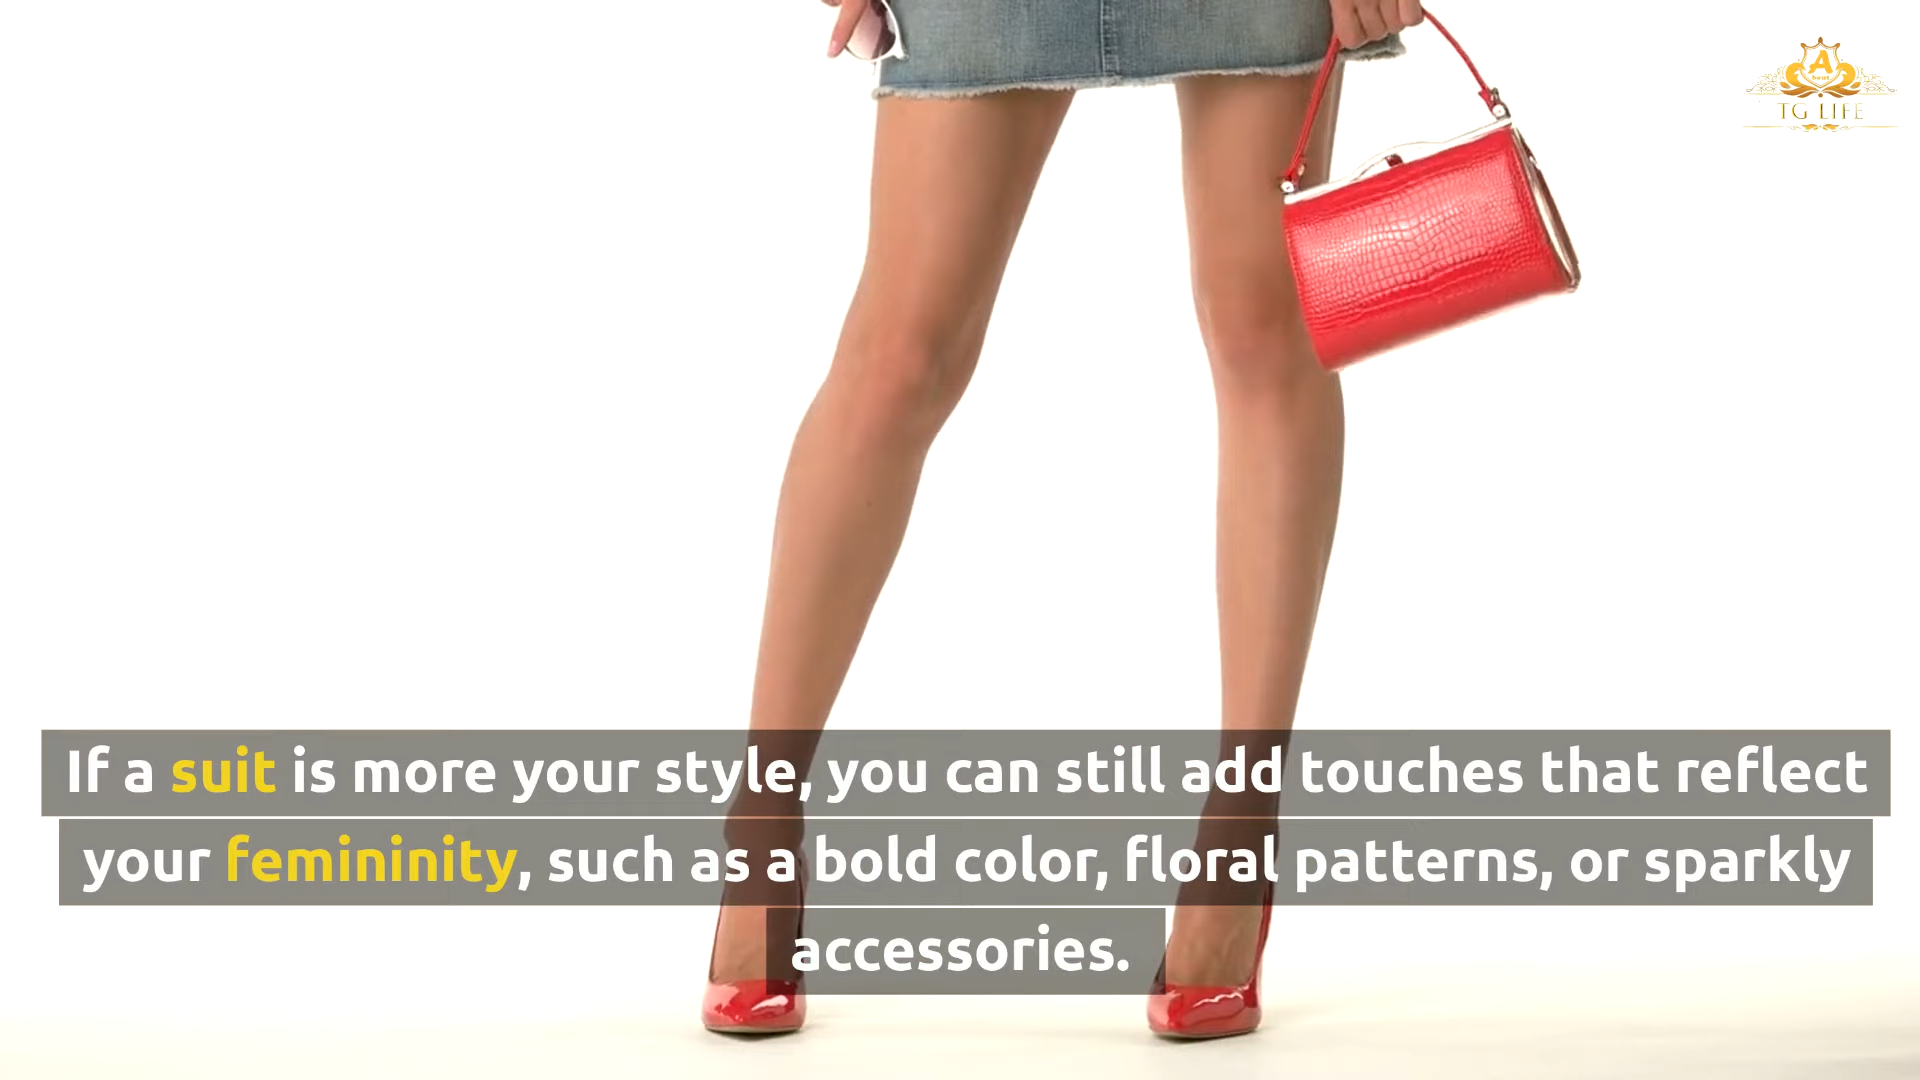 A
TG LIFE
If a suit is more your style, you can still add touches that reflect
your femininity, such as a bold color, floral patterns, or sparkly
accessories.